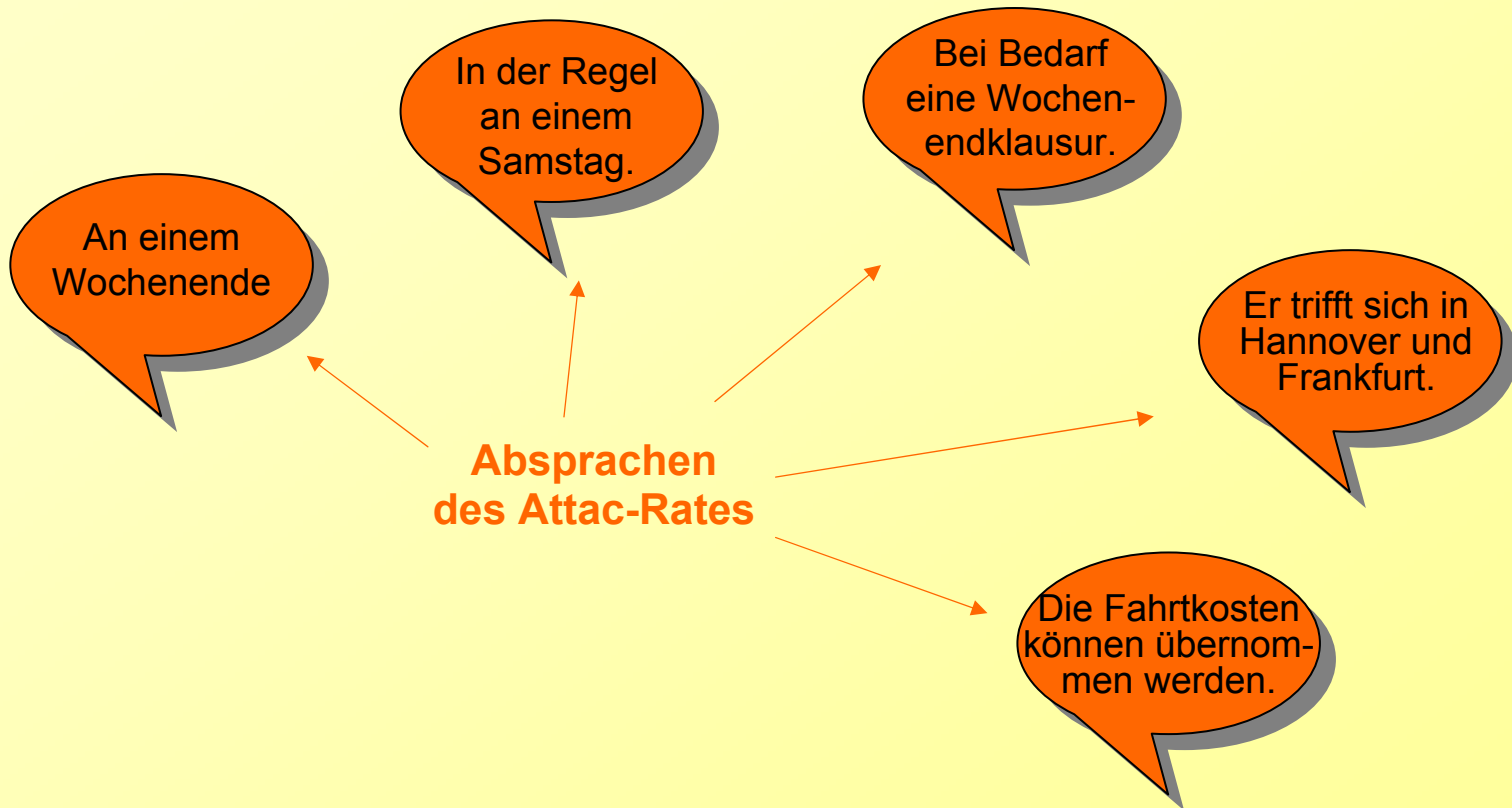 An einem
Wochenende
In der Regel
an einem
Samstag.
Bei Bedarf
eine Wochen-
endklausur.
Er trifft sich in
Hannover und
Frankfurt.
Die Fahrtkosten
können übernom-
men werden.
Absprachen
des Attac-Rates